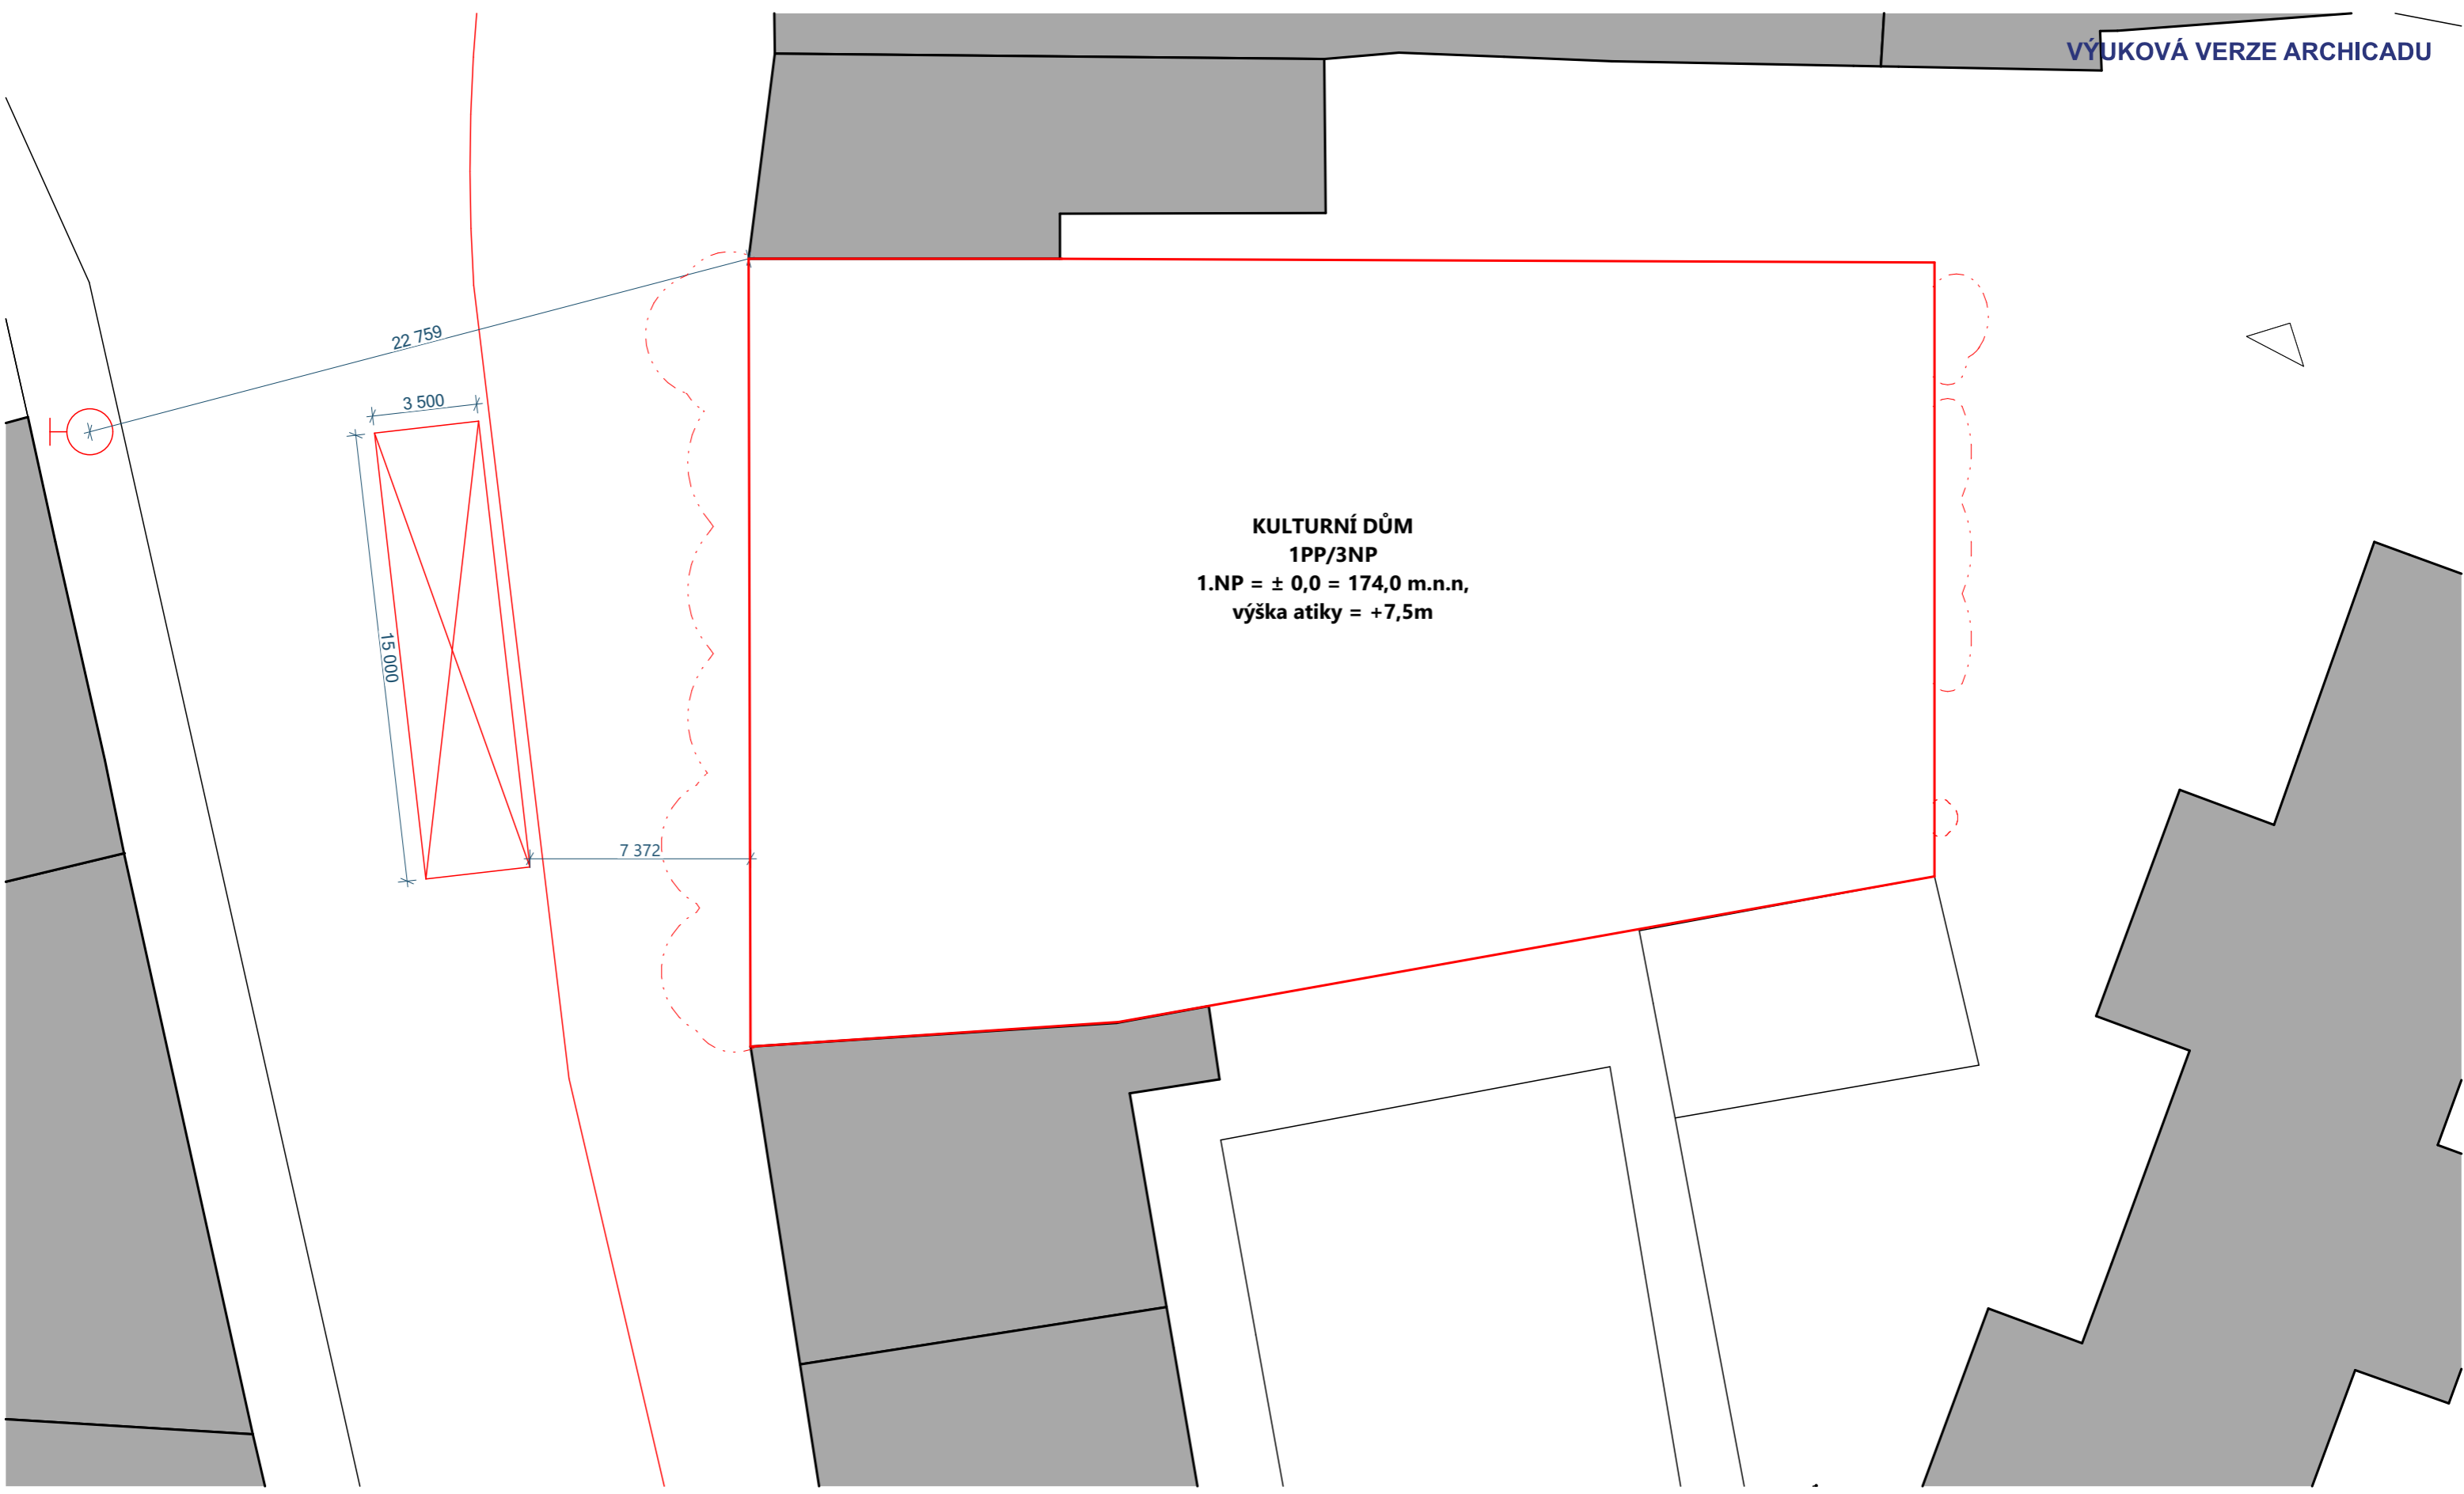 VÝUKOVÁ VERZE ARCHICADU
22 759
3 500
15 000
7 372
KULTURNÍ DŮM
1PP/3NP
1.NP = ± 0,0 = 174,0 m.n.n,
výška atiky = +7,5m